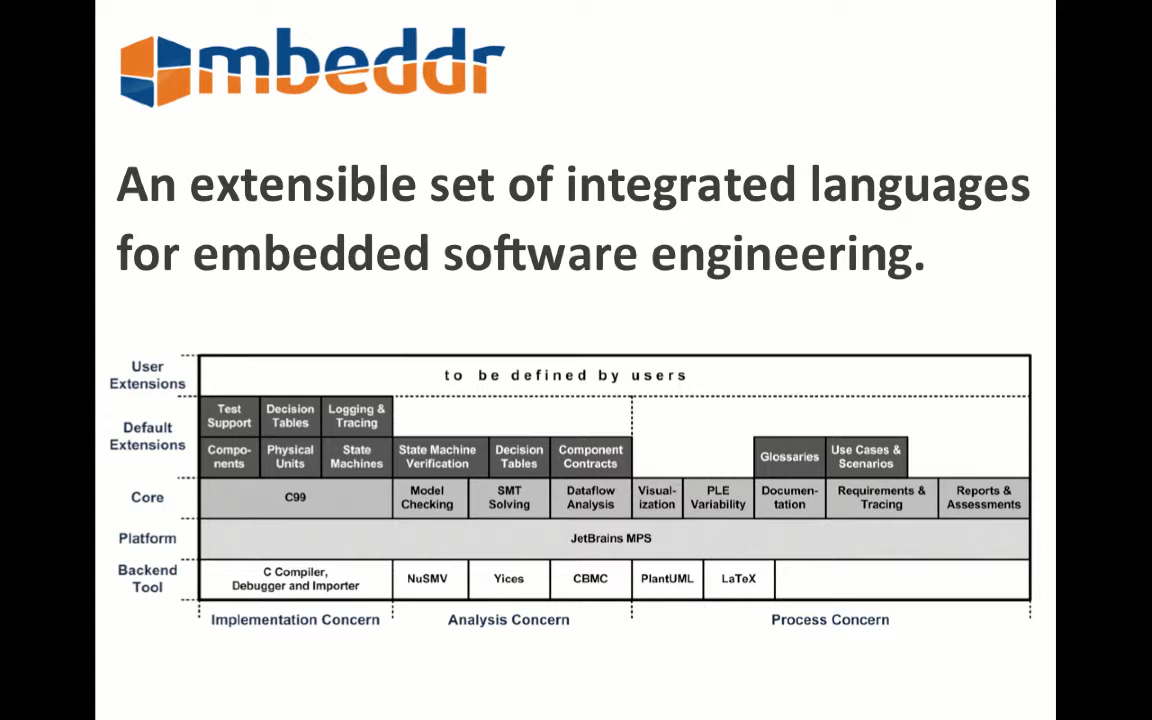 mbeddr
An extensible set of integrated languages
for embedded software engineering.
User
Extensions
to be defined by users
Default
Extensions
Test
Support
Decision
Tables
Logging &
Tracing
Compo-
nents
Physical
Units
State
Machines
State Machine
Verification
Decision
Tables
Component
Contracts
Glossaries
Use Cases &
Scenarios
Core
C99
Model
Checking
SMT
Solving
Dataflow
Analysis
Visual-
ization
PLE
Variability
Documen-
tation
Requirements &
Tracing
Reports &
Assessments
Platform
JetBrains MPS
Backend
Tool
C Compiler,
Debugger and Importer
NuSMV
Yices
CBMC
PlantUML
LaTeX
Implementation Concern
Analysis Concern
Process Concern